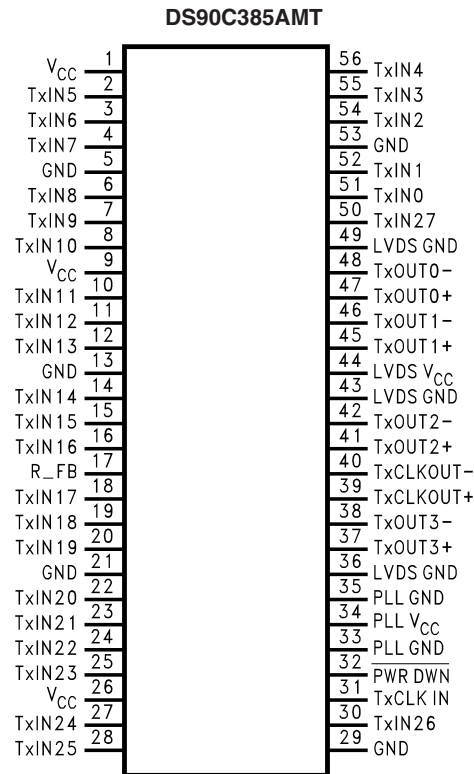 DS90C385AMT
VCC 1 56 TxIN4
TxIN5 2 55 TxIN3
TxIN6 3 54 TxIN2
TxIN7 4 53 GND
GND 5 52 TxIN1
TxIN8 6 51 TxIN0
TxIN9 7 50 TxIN27
TxIN10 8 49 LVDS GND
VCC 9 48 TxOUT0-
TxIN11 10 47 TxOUT0+
TxIN12 11 46 TxOUT1-
TxIN13 12 45 TxOUT1+
GND 13 44 LVDS VCC
TxIN14 14 43 LVDS GND
TxIN15 15 42 TxOUT2-
TxIN16 16 41 TxOUT2+
R_FB 17 40 TxCLKOUT-
TxIN17 18 39 TxCLKOUT+
TxIN18 19 38 TxOUT3-
TxIN19 20 37 TxOUT3+
GND 21 36 LVDS GND
TxIN20 22 35 PLL GND
TxIN21 23 34 PLL VCC
TxIN22 24 33 PLL GND
TxIN23 25 32 PWR DWN
VCC 26 31 TxCLK IN
TxIN24 27 30 TxIN26
TxIN25 28 29 GND